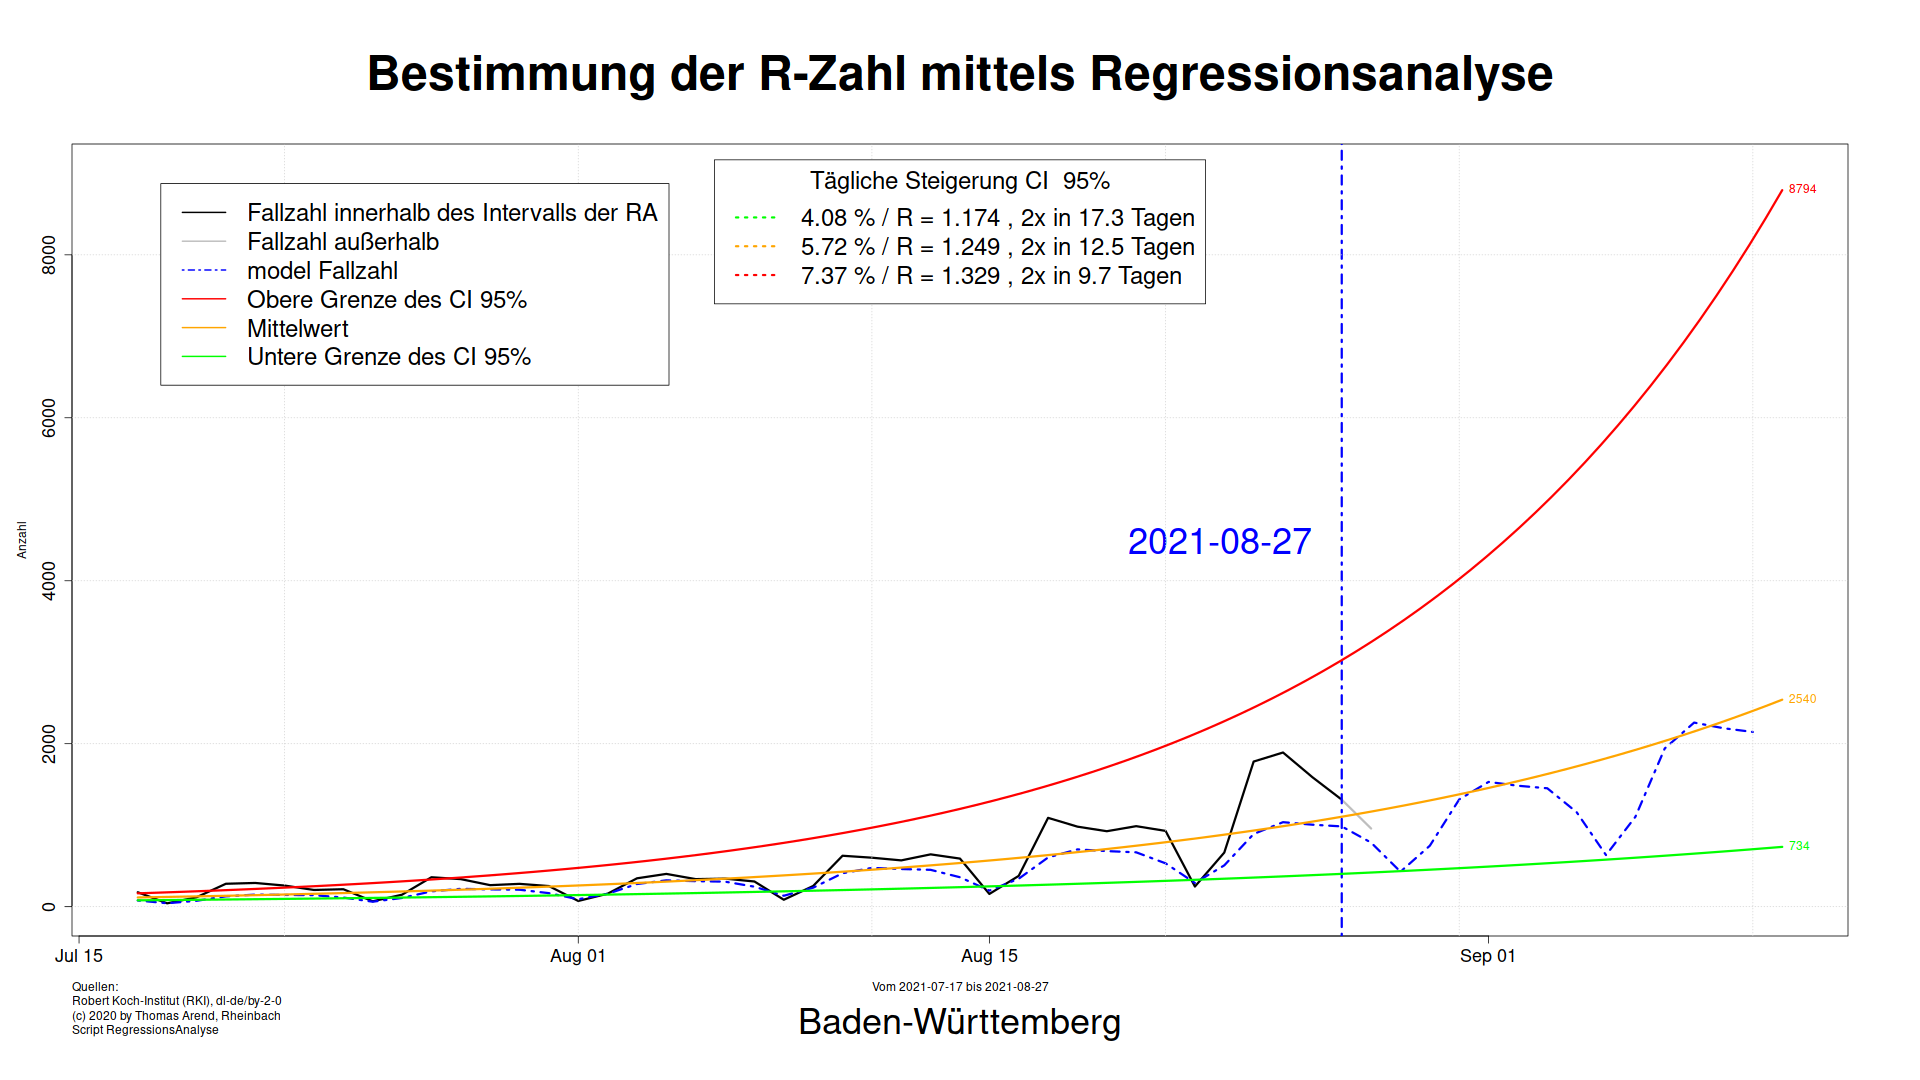 Bestimmung der R-Zahl mittels Regressionsanalyse
Fallzahl innerhalb des Intervalls der RA
Fallzahl außerhalb
model Fallzahl
Obere Grenze des CI 95%
Mittelwert
Untere Grenze des CI 95%
Tägliche Steigerung CI 95%
4.08 % / R = 1.174 , 2x in 17.3 Tagen
5.72 % / R = 1.249 , 2x in 12.5 Tagen
7.37 % / R = 1.329 , 2x in 9.7 Tagen
8794
2540
734
2021-08-27
Anzahl
8000
6000
4000
2000
0
Jul 15
Aug 01
Aug 15
Sep 01
Quellen:
Robert Koch-Institut (RKI), dl-de/by-2-0
(c) 2020 by Thomas Arend, Rheinbach
Script RegressionsAnalyse
Vom 2021-07-17 bis 2021-08-27
Baden-Württemberg